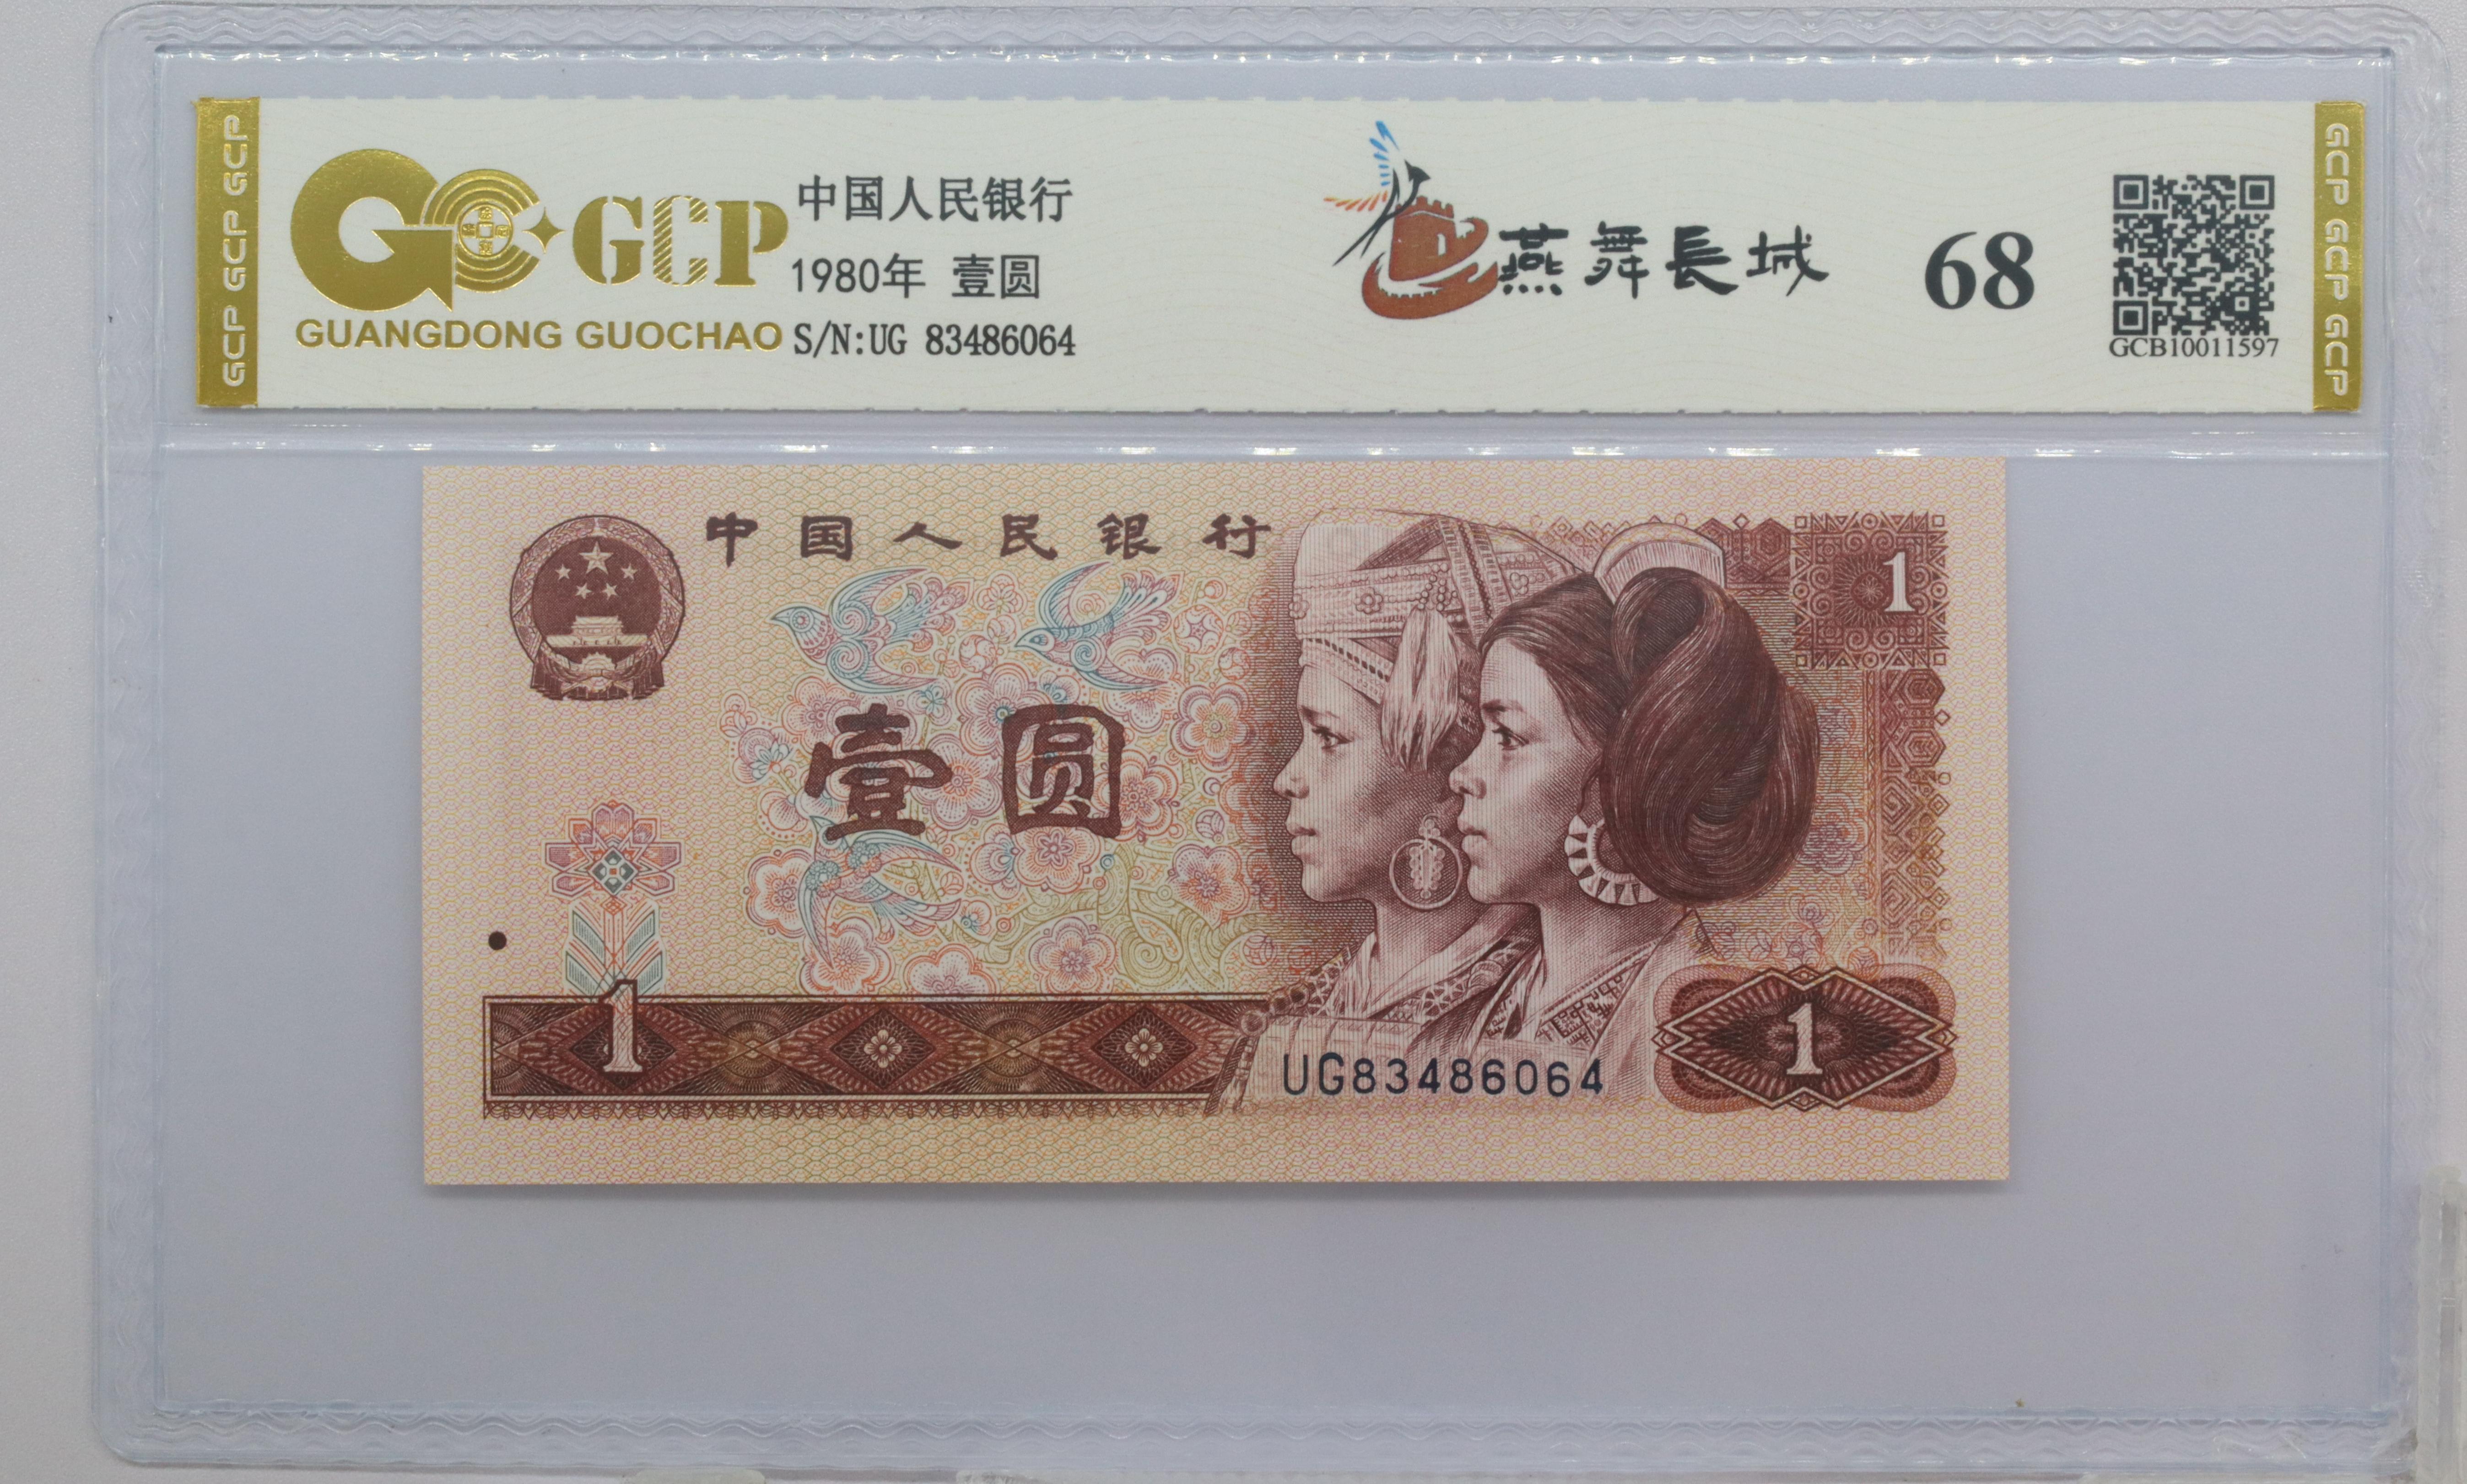 GCP GCP GCP
GCP
GUANGDONG GUOCHAO
中国人民银行
1980年 壹圆
S/N:UG 83486064
燕舞長城
68
GCB10011597
GCP GCP GCP
中国人民银行
1
壹圆
1
UG83486064
1